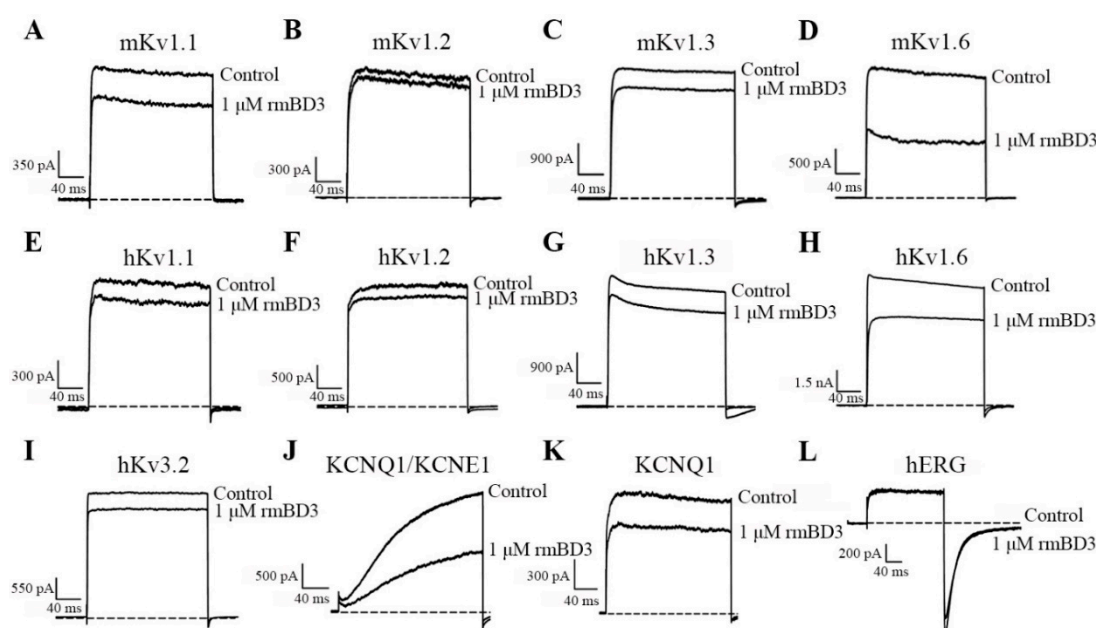 A
mKv1.1
Control
1 μM rmBD3
350 pA
40 ms
B
mKv1.2
Control
1 μM rmBD3
300 pA
40 ms
C
mKv1.3
Control
1 μM rmBD3
900 pA
40 ms
D
mKv1.6
Control
1 μM rmBD3
500 pA
40 ms
E
hKv1.1
Control
1 μM rmBD3
300 pA
40 ms
F
hKv1.2
Control
1 μM rmBD3
500 pA
40 ms
G
hKv1.3
Control
1 μM rmBD3
900 pA
40 ms
H
hKv1.6
Control
1 μM rmBD3
1.5 nA
40 ms
I
hKv3.2
Control
1 μM rmBD3
550 pA
40 ms
J
KCNQ1/KCNE1
Control
1 μM rmBD3
500 pA
40 ms
K
KCNQ1
Control
1 μM rmBD3
300 pA
40 ms
L
hERG
Control
1 μM rmBD3
200 pA
40 ms